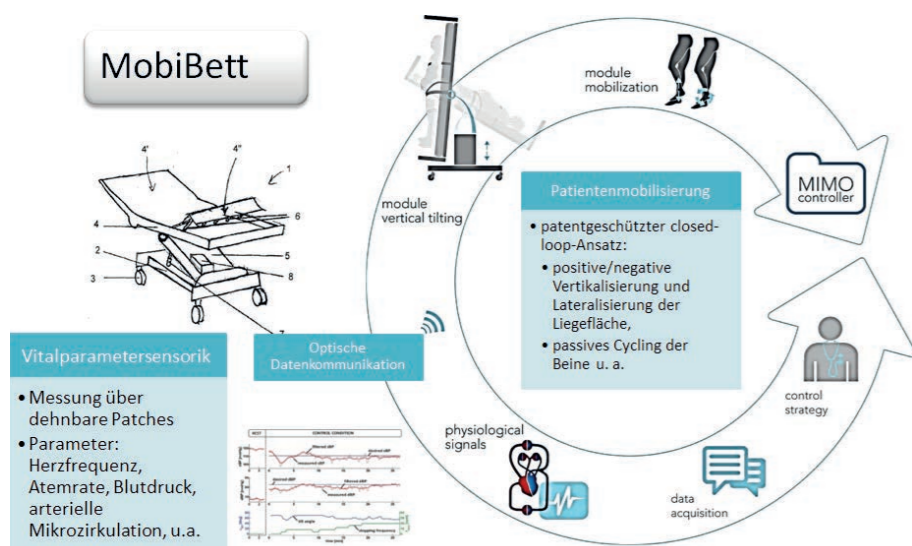 MobiBett
4'
4"
1
6
4
2
5
3
8
7
module
mobilization
MIMO
controller
module
vertical tilting
Patientenmobilisierung
• patentgeschützter closed-
loop-Ansatz:
• positive/negative
Vertikalisierung und
Lateralisierung der
Liegefläche,
• passives Cycling der
Beine u. a.
Optische
Datenkommunikation
Vitalparametersensorik
• Messung über
dehnbare Patches
• Parameter:
Herzfrequenz,
Atemrate, Blutdruck,
arterielle
Mikrozirkulation, u.a.
control
strategy
physiological
signals
data
acquisition
REST
CONTROL CONDITION